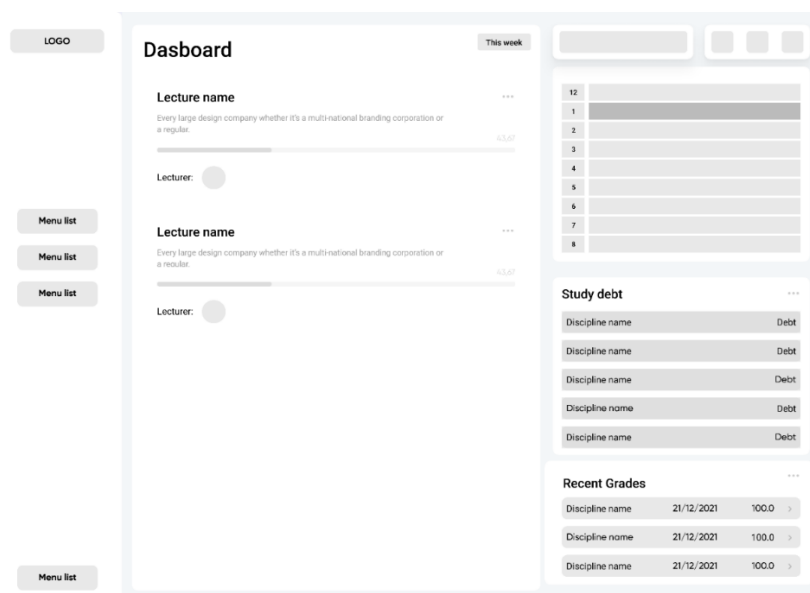 LOGO
Menu list
Menu list
Menu list
Menu list
Dasboard
This week
Lecture name
Every large design company whether it's a multi-national branding corporation or
a regular.
43,67
Lecturer:
Lecture name
Every large design company whether it's a multi-national branding corporation or
a regular.
43,67
Lecturer:
12
1
2
3
4
5
6
7
8
Study debt
Discipline name Debt
Discipline name Debt
Discipline name Debt
Discipline name Debt
Discipline name Debt
Recent Grades
Discipline name 21/12/2021 100.0
Discipline name 21/12/2021 100.0
Discipline name 21/12/2021 100.0